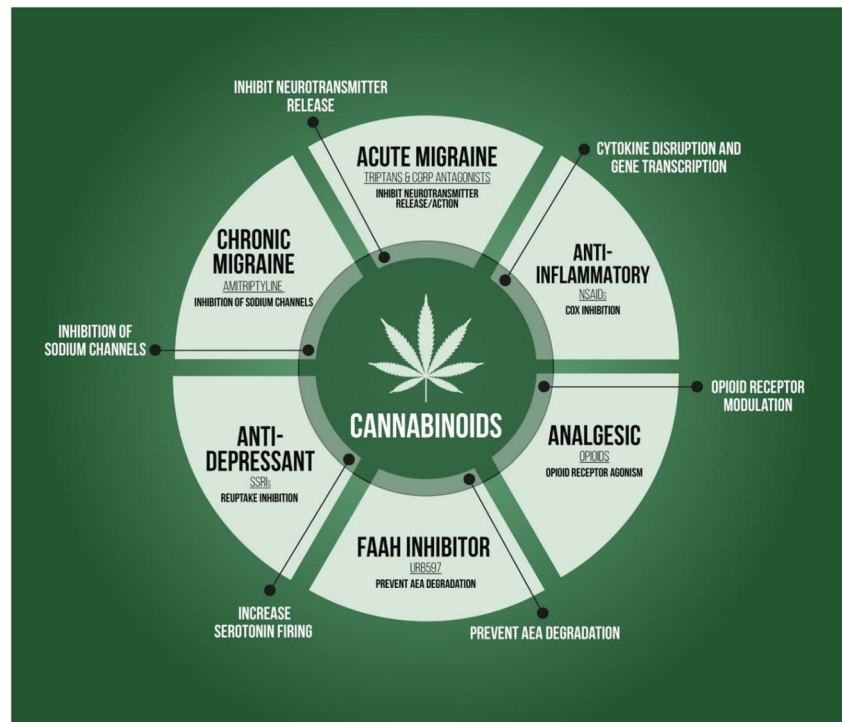 INHIBIT NEUROTRANSMITTER
RELEASE
ACUTE MIGRAINE
TRIPTANS & CGRP ANTAGONISTS
INHIBIT NEUROTRANSMITTER
RELEASE/ACTION
CYTOKINE DISRUPTION AND
GENE TRANSCRIPTION
CHRONIC
MIGRAINE
AMITRIPTYLINE
INHIBITION OF SODIUM CHANNELS
ANTI-
INFLAMMATORY
NSAIDs
COX INHIBITION
INHIBITION OF
SODIUM CHANNELS
CANNABINOIDS
OPIOID RECEPTOR
MODULATION
ANTI-
DEPRESSANT
SSRIs
REUPTAKE INHIBITION
ANALGESIC
OPIOIDS
OPIOID RECEPTOR AGONISM
FAAH INHIBITOR
URB597
PREVENT AEA DEGRADATION
INCREASE
SEROTONIN FIRING
PREVENT AEA DEGRADATION